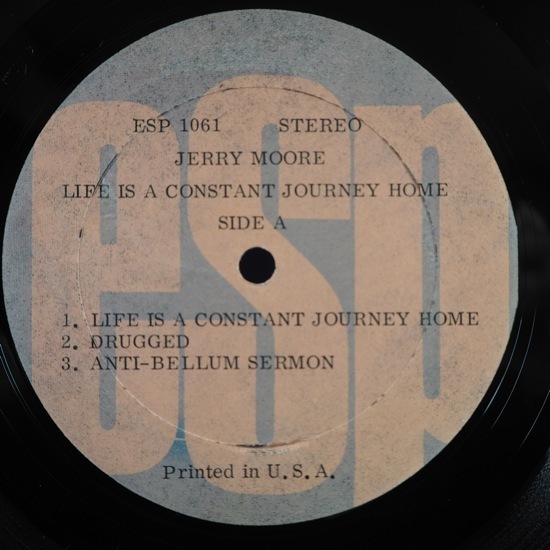 esp
ESP 1061 STEREO
JERRY MOORE
LIFE IS A CONSTANT JOURNEY HOME
SIDE A
1. LIFE IS A CONSTANT JOURNEY HOME
2. DRUGGED
3. ANTI-BELLUM SERMON
Printed in U.S.A.